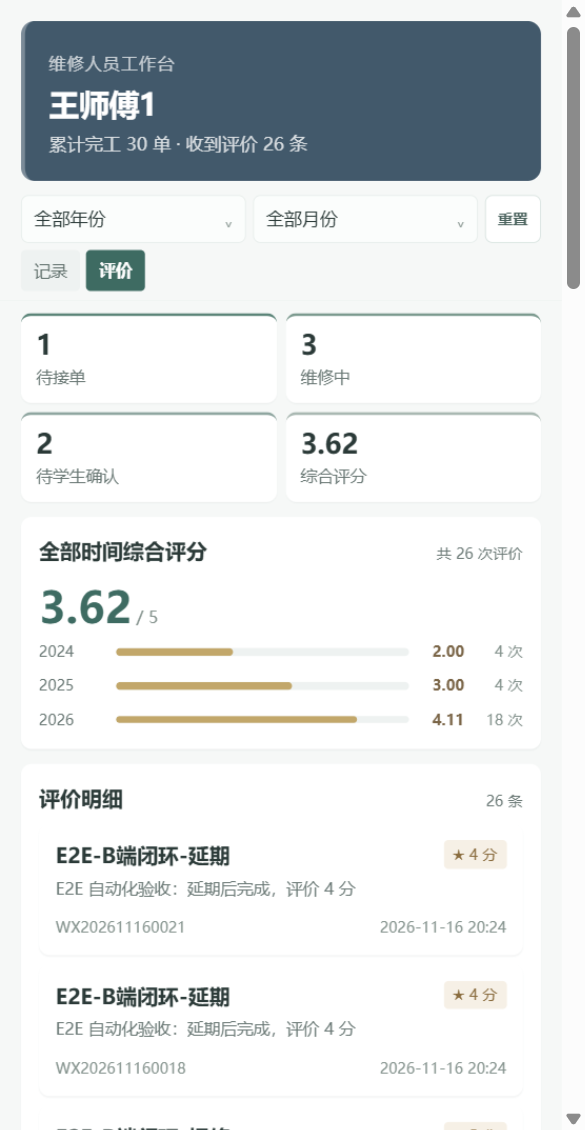 维修人员工作台
王师傅1
累计完工 30 单 · 收到评价 26 条
全部年份 v 全部月份 v 重置
记录 评价
1 3
待接单 维修中
2 3.62
待学生确认 综合评分
全部时间综合评分 共 26 次评价
3.62 / 5
2024 2.00 4 次
2025 3.00 4 次
2026 4.11 18 次
评价明细 26 条
E2E-B端闭环-延期 ★ 4 分
E2E 自动化验收：延期后完成，评价 4 分
WX202611160021 2026-11-16 20:24
E2E-B端闭环-延期 ★ 4 分
E2E 自动化验收：延期后完成，评价 4 分
WX202611160018 2026-11-16 20:24